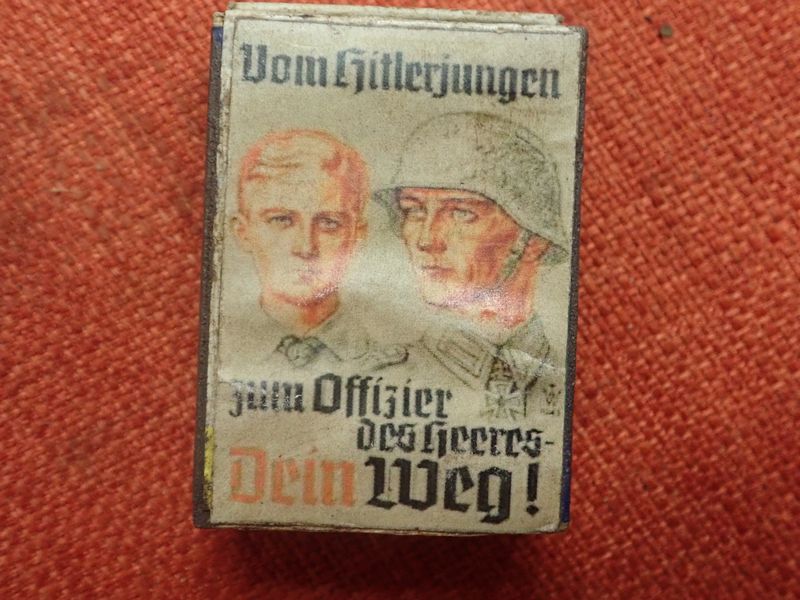 Vom Hitlerjungen
zum Offizier
des Heeres-
Dein Weg!